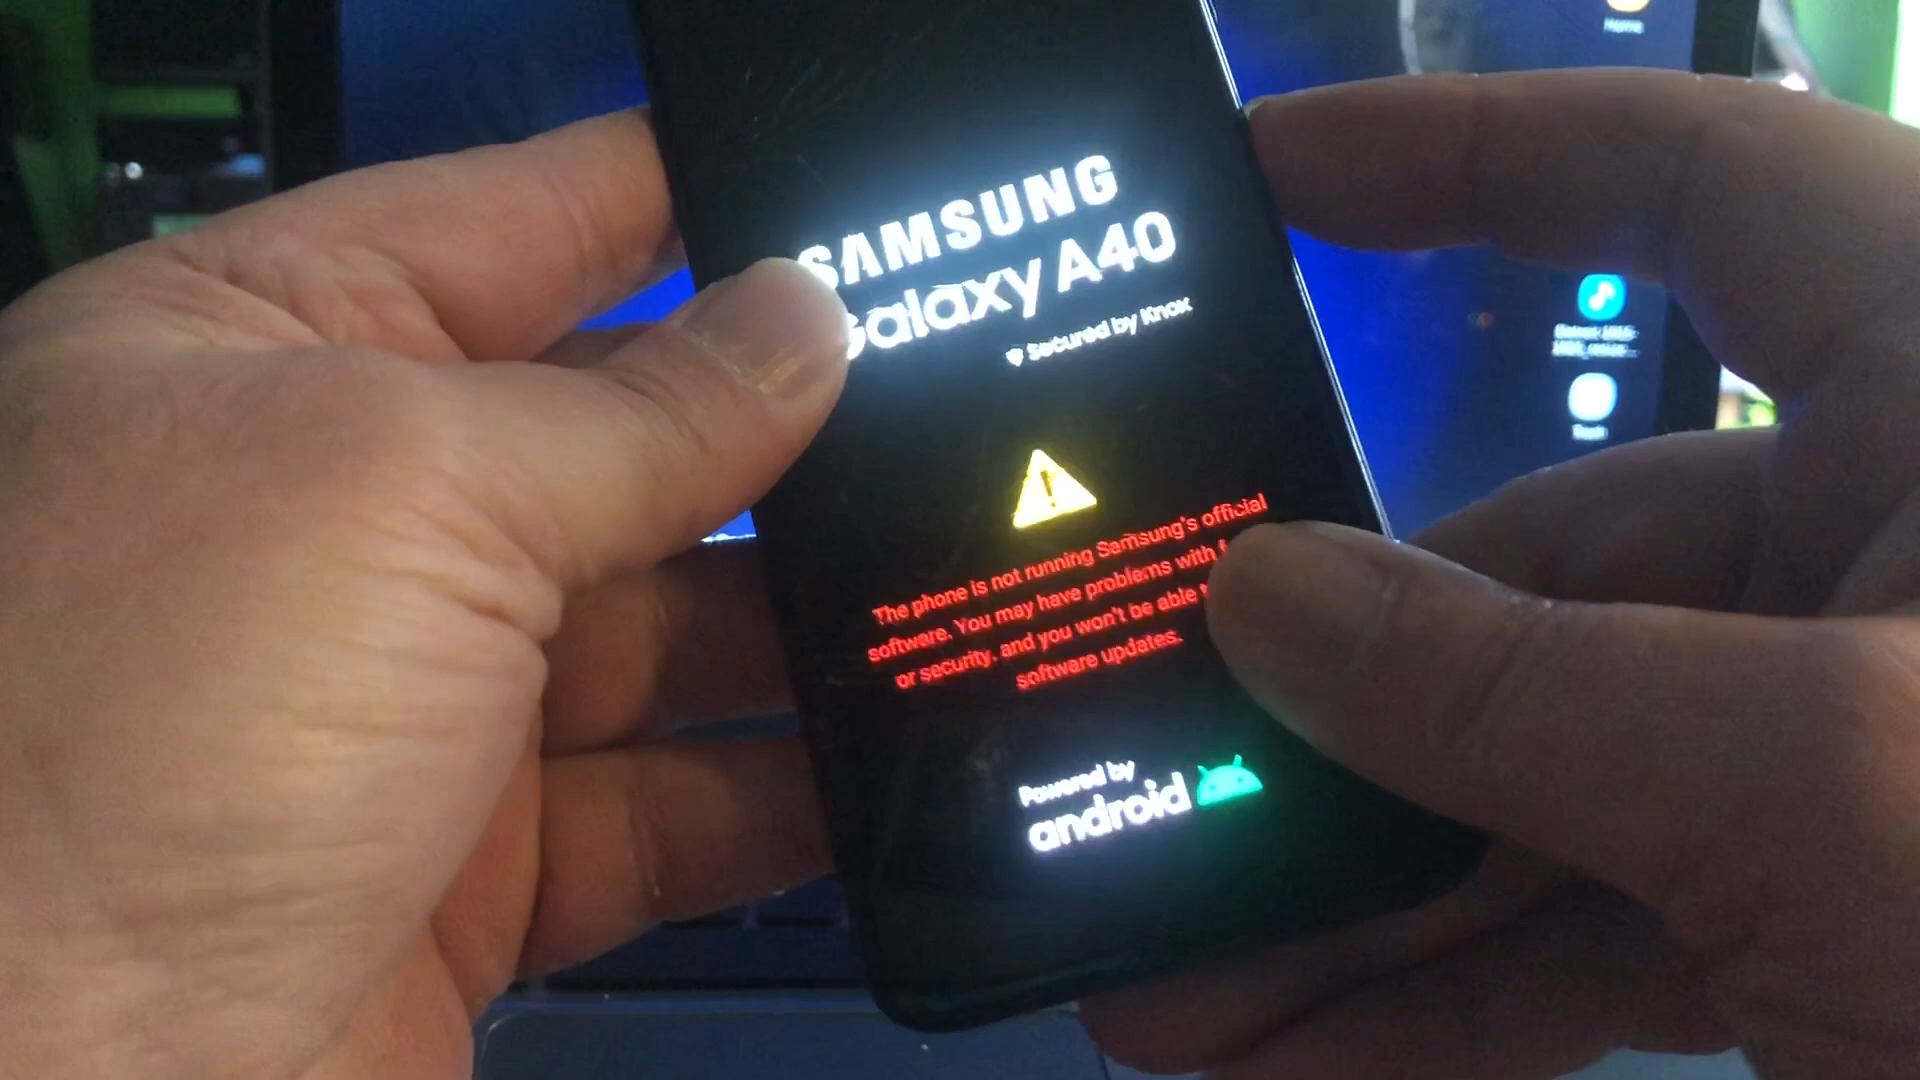 Home
SAMSUNG
Galaxy A40
Secured by Knox
The phone is not running Samsung's official
software. You may have problems with
or security, and you won't be able
software updates.
Powered by
android